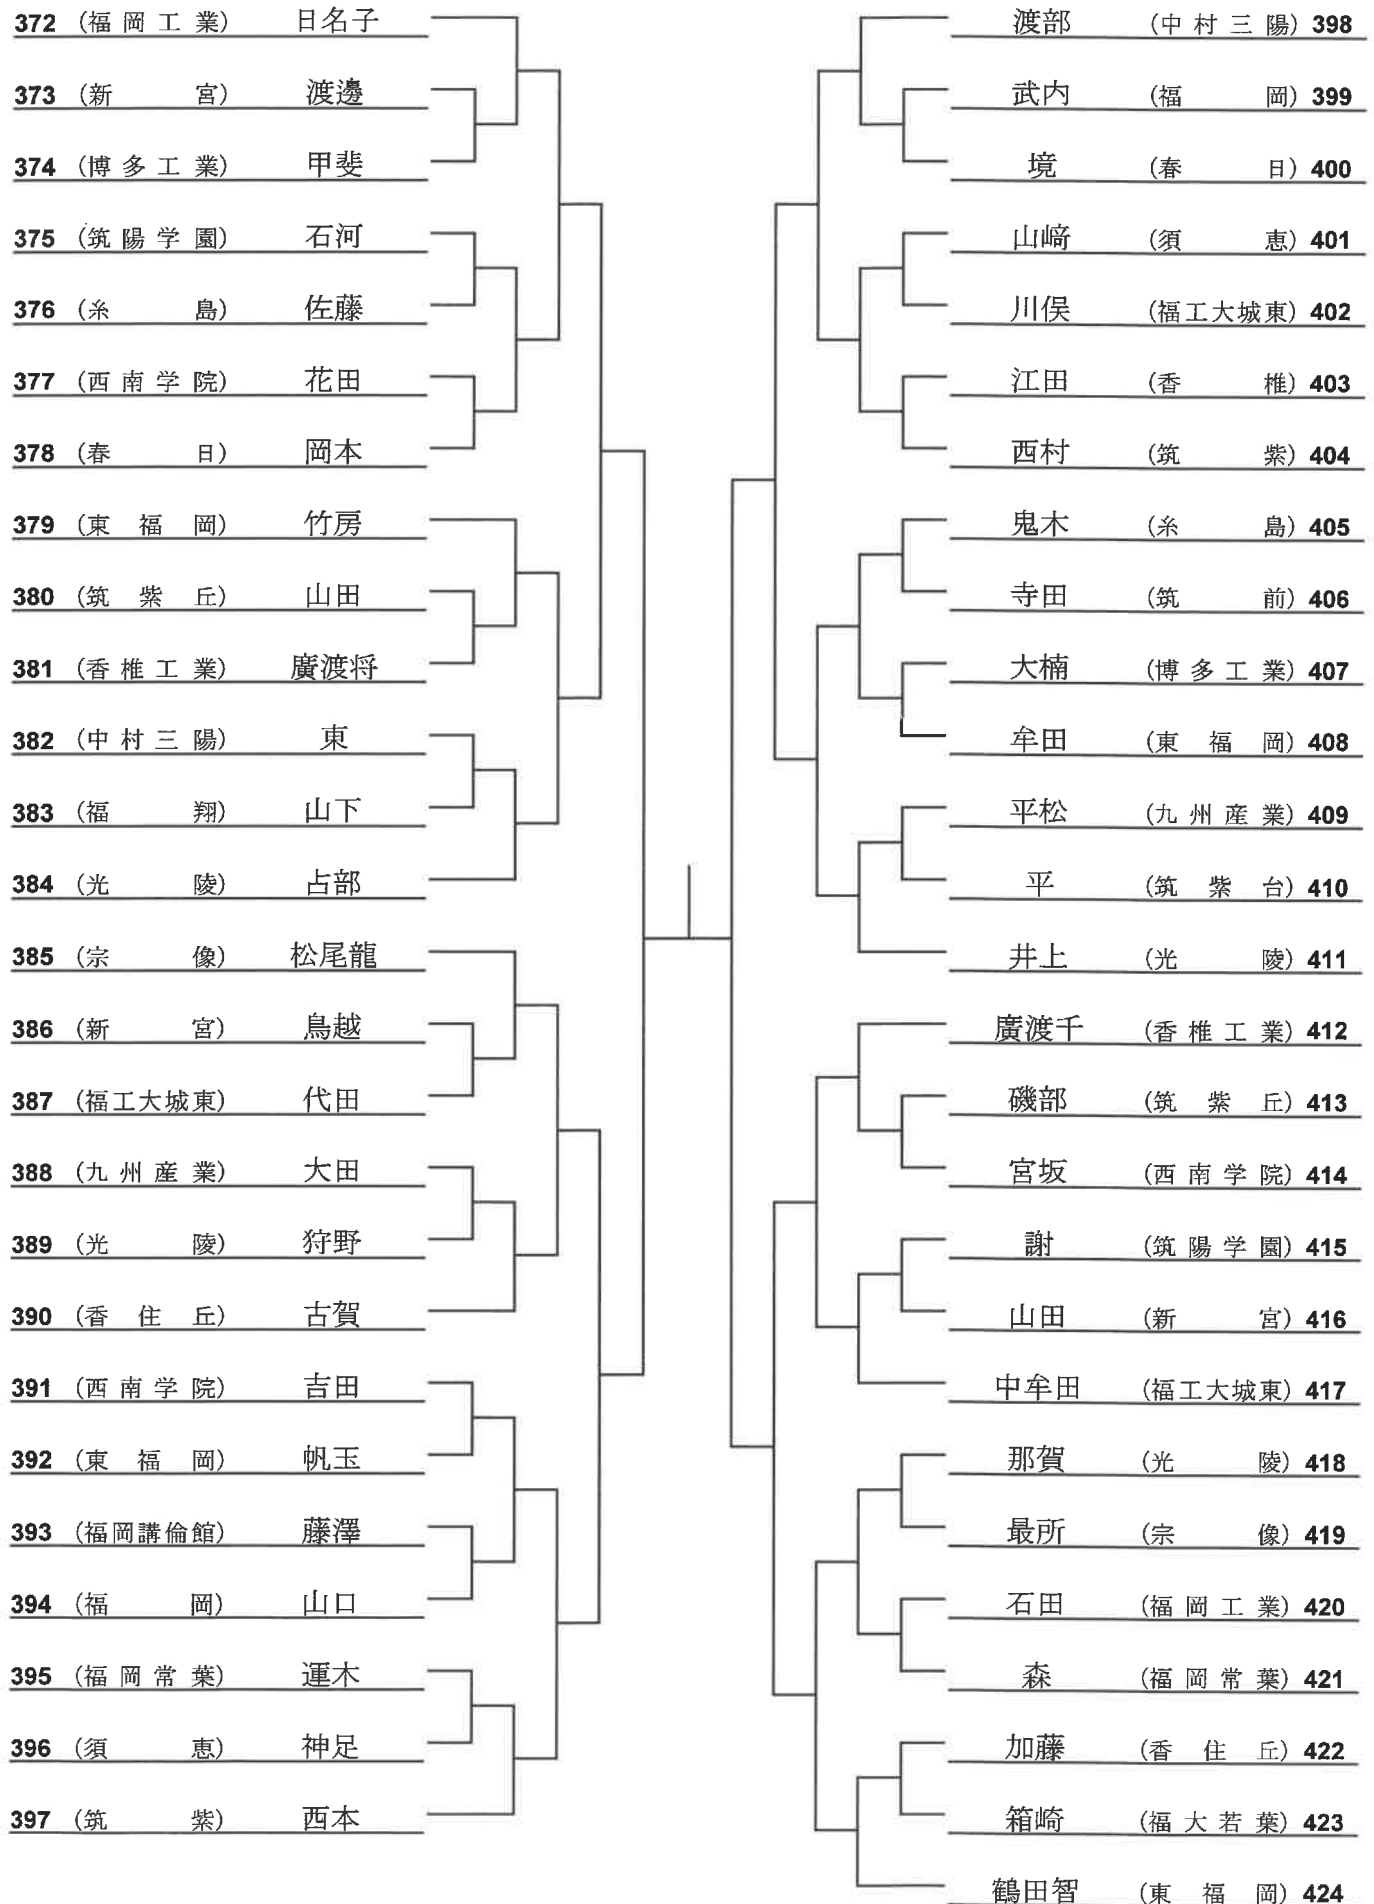 372 (福岡工業) 日名子
373 (新宮) 渡邊
374 (博多工業) 甲斐
375 (筑陽学園) 石河
376 (糸島) 佐藤
377 (西南学院) 花田
378 (春日) 岡本
379 (東福岡) 竹房
380 (筑紫丘) 山田
381 (香椎工業) 廣渡将
382 (中村三陽) 東
383 (福翔) 山下
384 (光陵) 占部
385 (宗像) 松尾龍
386 (新宮) 鳥越
387 (福工大城東) 代田
388 (九州産業) 大田
389 (光陵) 狩野
390 (香住丘) 古賀
391 (西南学院) 吉田
392 (東福岡) 帆玉
393 (福岡講倫館) 藤澤
394 (福岡) 山口
395 (福岡常葉) 運木
396 (須恵) 神足
397 (筑紫) 西本
渡部 (中村三陽) 398
武内 (福岡) 399
境 (春日) 400
山﨑 (須恵) 401
川俣 (福工大城東) 402
江田 (香椎) 403
西村 (筑紫) 404
鬼木 (糸島) 405
寺田 (筑前) 406
大楠 (博多工業) 407
牟田 (東福岡) 408
平松 (九州産業) 409
平 (筑紫台) 410
井上 (光陵) 411
廣渡千 (香椎工業) 412
磯部 (筑紫丘) 413
宮坂 (西南学院) 414
謝 (筑陽学園) 415
山田 (新宮) 416
中牟田 (福工大城東) 417
那賀 (光陵) 418
最所 (宗像) 419
石田 (福岡工業) 420
森 (福岡常葉) 421
加藤 (香住丘) 422
箱崎 (福大若葉) 423
鶴田智 (東福岡) 424